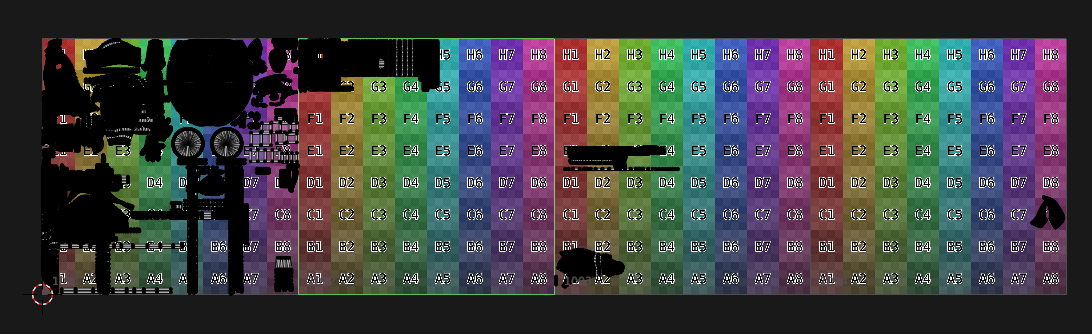 H5 H6 H7 H8 H1 H2 H3 H4 H5 H6 H7 H8 H1 H2 H3 H4 H5 H6 H7 H8
G3 G4 G5 G6 G7 G8 G1 G2 G3 G4 G5 G6 G7 G8 G1 G2 G3 G4 G5 G6 G7 G8
F1 F2 F3 F4 F5 F6 F7 F8 F1 F2 F3 F4 F5 F6 F7 F8 F1 F2 F3 F4 F5 F6 F7 F8
E3 E1 E2 E3 E4 E5 E6 E7 E8 E4 E5 E6 E7 E8 E1 E2 E3 E4 E5 E6 E7 E8
D4 D7 D1 D2 D3 D4 D5 D6 D7 D8 D1 D2 D3 D4 D5 D6 D7 D8 D1 D2 D3 D4 D5 D6 D7 D8
C8 C1 C2 C3 C4 C5 C6 C7 C8 C1 C2 C3 C4 C5 C6 C7 C8 C1 C2 C3 C4 C5 C6 C7
B6 B8 B1 B2 B3 B4 B5 B6 B7 B8 B1 B2 B3 B4 B5 B6 B7 B8 B1 B2 B3 B4 B5 B6 B7 B8
A3 A4 A6 A8 A1 A2 A3 A4 A5 A6 A7 A8 A3 A4 A5 A6 A7 A8 A1 A2 A3 A4 A5 A6 A7 A8